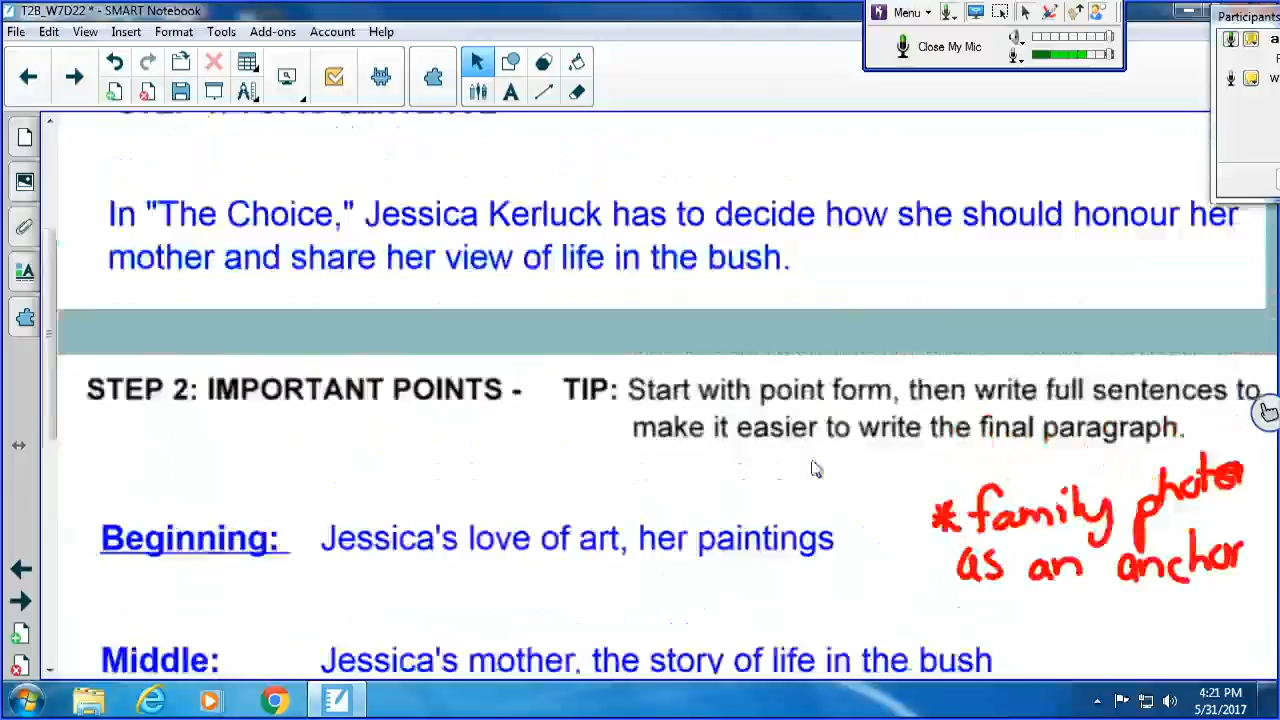 T2B_W7D22 * - SMART Notebook
Menu
Participants
File Edit View Insert Format Tools Add-ons Account Help
Close My Mic
In "The Choice," Jessica Kerluck has to decide how she should honour her
mother and share her view of life in the bush.
STEP 2: IMPORTANT POINTS - TIP: Start with point form, then write full sentences to
make it easier to write the final paragraph.
*family photo
as an anchor
Beginning: Jessica's love of art, her paintings
Middle: Jessica's mother, the story of life in the bush
4:21 PM
5/31/2017